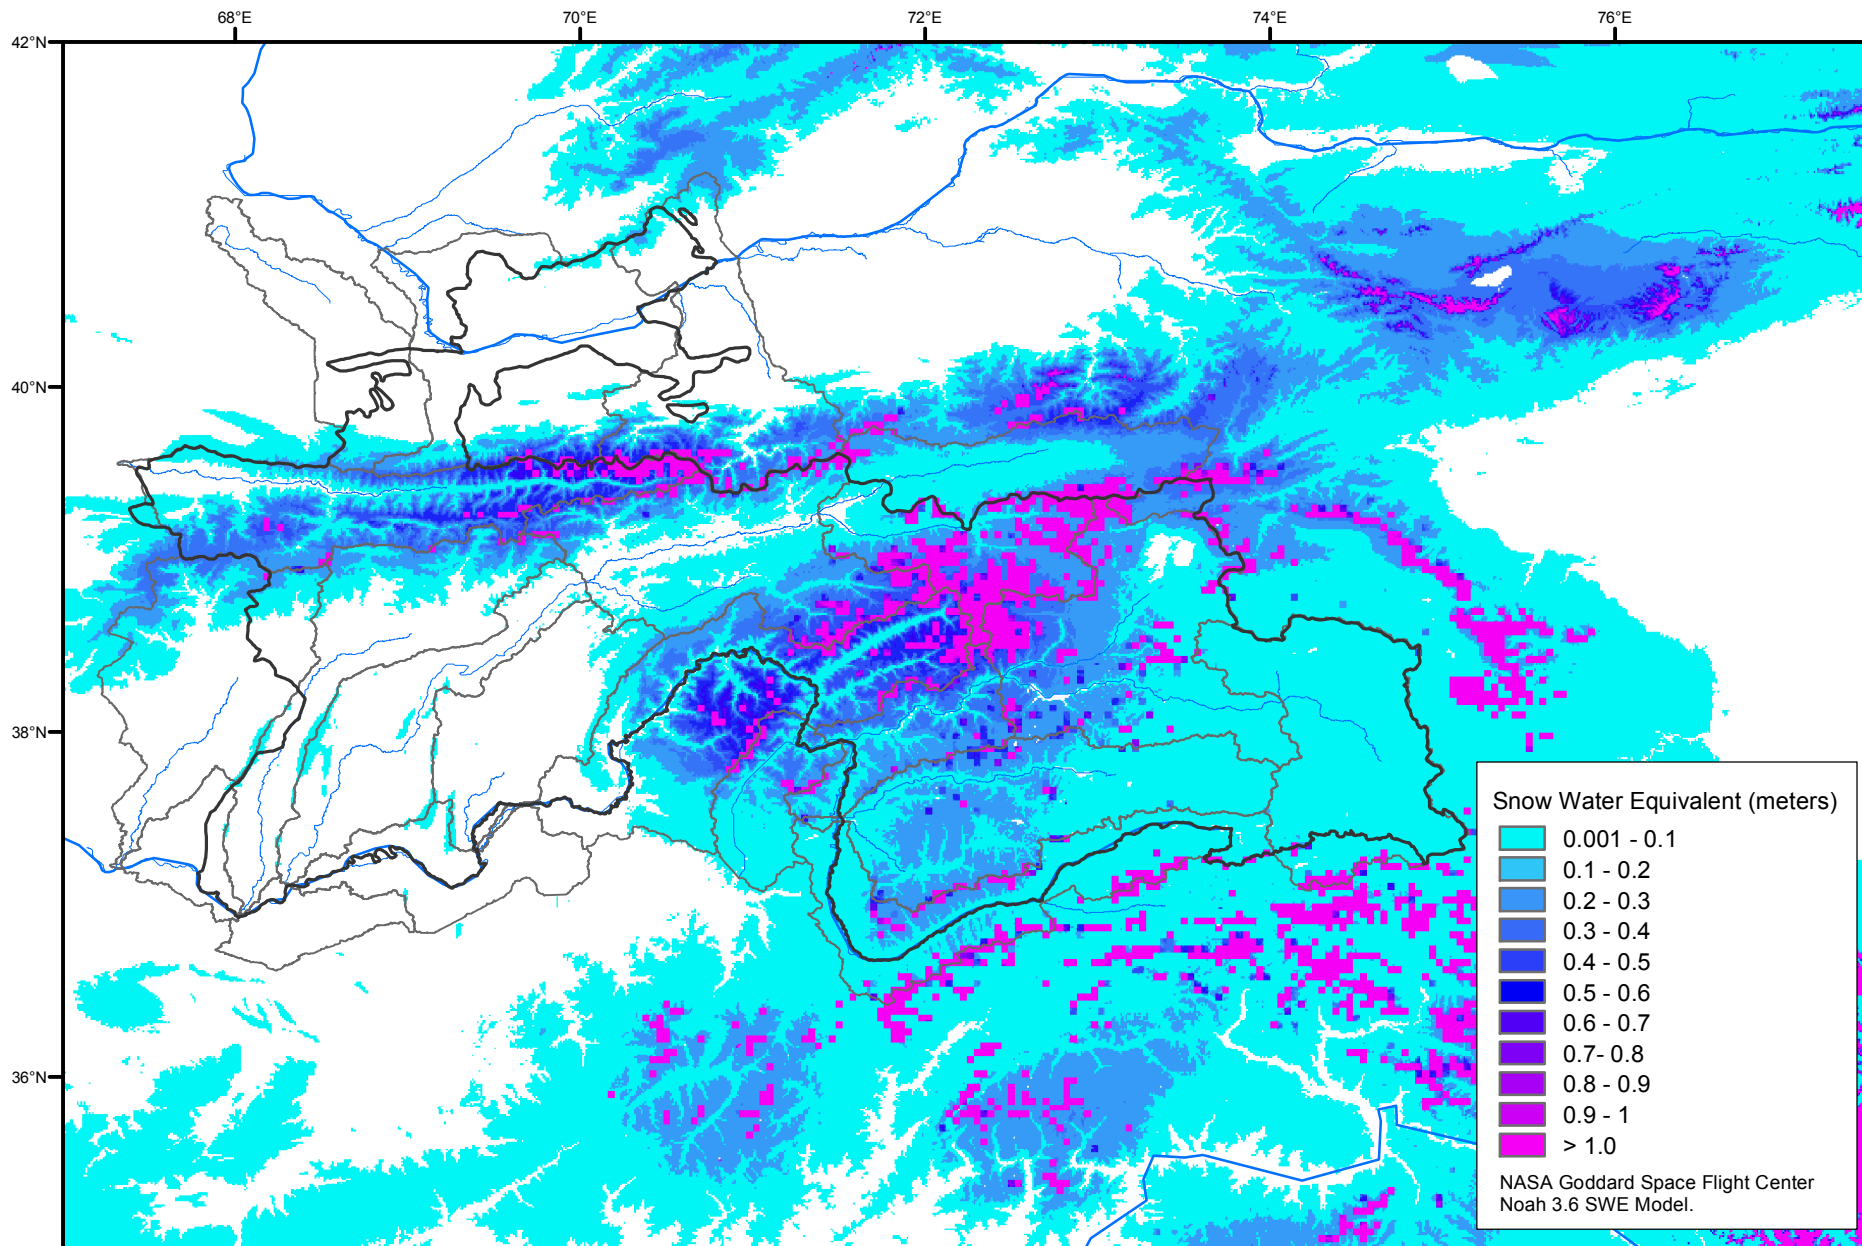 68°E
70°E
72°E
74°E
76°E
42°N
40°N
38°N
36°N
Snow Water Equivalent (meters)
0.001 - 0.1
0.1 - 0.2
0.2 - 0.3
0.3 - 0.4
0.4 - 0.5
0.5 - 0.6
0.6 - 0.7
0.7- 0.8
0.8 - 0.9
0.9 - 1
> 1.0
NASA Goddard Space Flight Center
Noah 3.6 SWE Model.